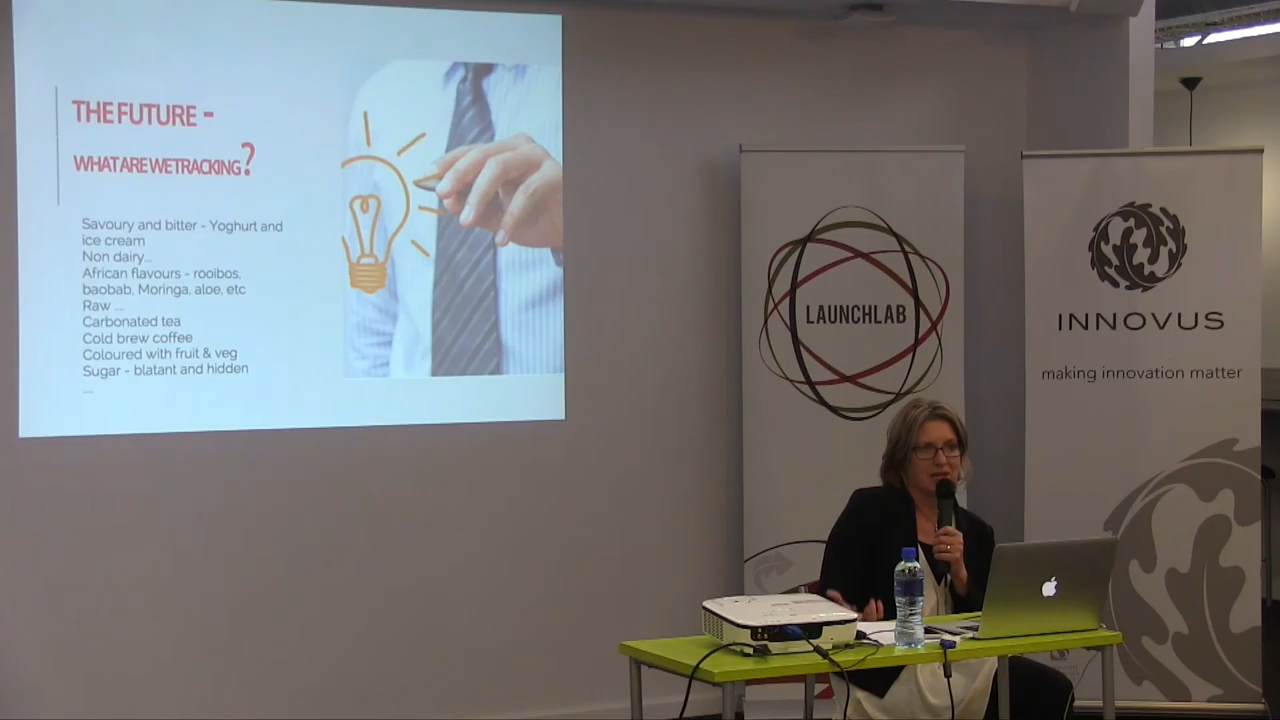 THE FUTURE -
WHAT ARE WE TRACKING?
Savoury and bitter - Yoghurt and
ice cream
Non dairy...
African flavours - rooibos,
baobab, Moringa, aloe, etc
Raw ....
Carbonated tea
Cold brew coffee
Coloured with fruit & veg
Sugar - blatant and hidden
....
LAUNCHLAB
INNOVUS
making innovation matter